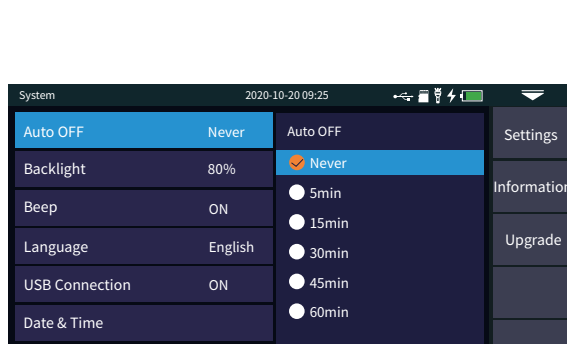 System 2020-10-20 09:25
Auto OFF Never
Backlight 80%
Beep ON
Language English
USB Connection ON
Date & Time
Auto OFF
Never
5min
15min
30min
45min
60min
Settings
Information
Upgrade